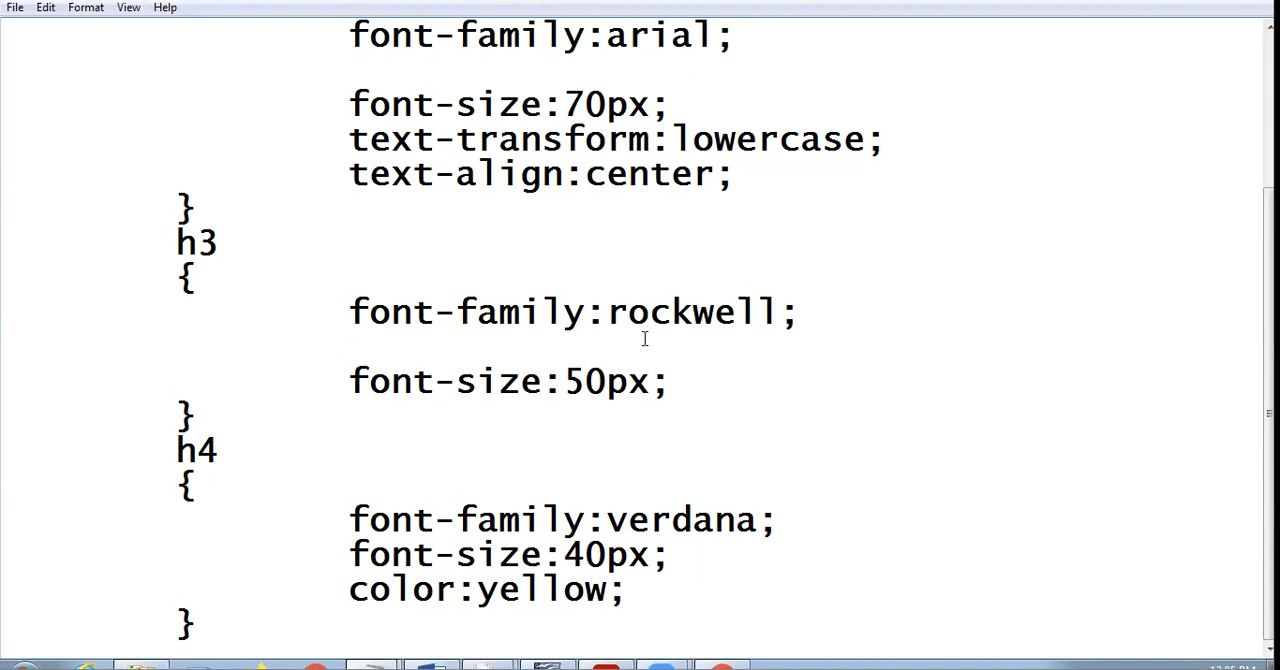 File Edit Format View Help
font-family:arial;
font-size:70px;
text-transform:lowercase;
text-align:center;
}
h3
{
font-family:rockwell;
font-size:50px;
}
h4
{
font-family:verdana;
font-size:40px;
color:yellow;
}